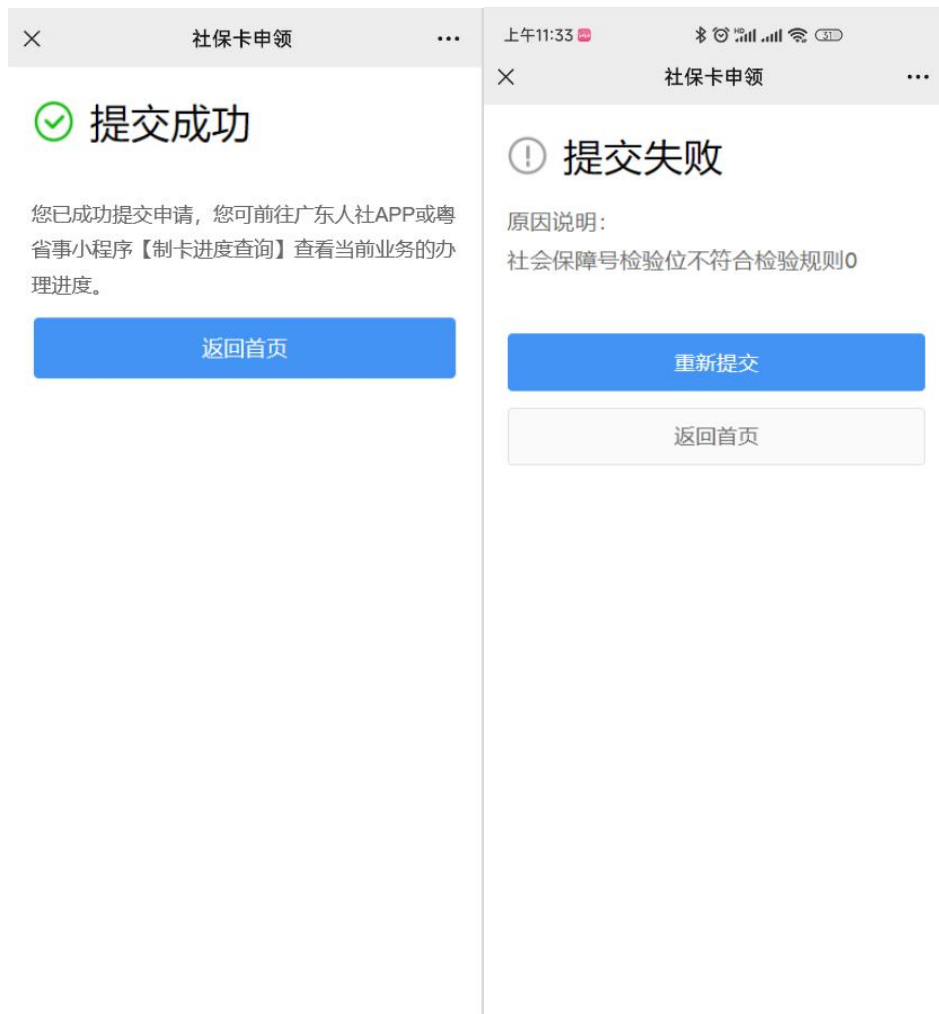 社保卡申领
提交成功
您已成功提交申请，您可前往广东人社APP或粤
省事小程序【制卡进度查询】查看当前业务的办
理进度。
返回首页
上午11:33
31
社保卡申领
提交失败
原因说明：
社会保障号检验位不符合检验规则0
重新提交
返回首页